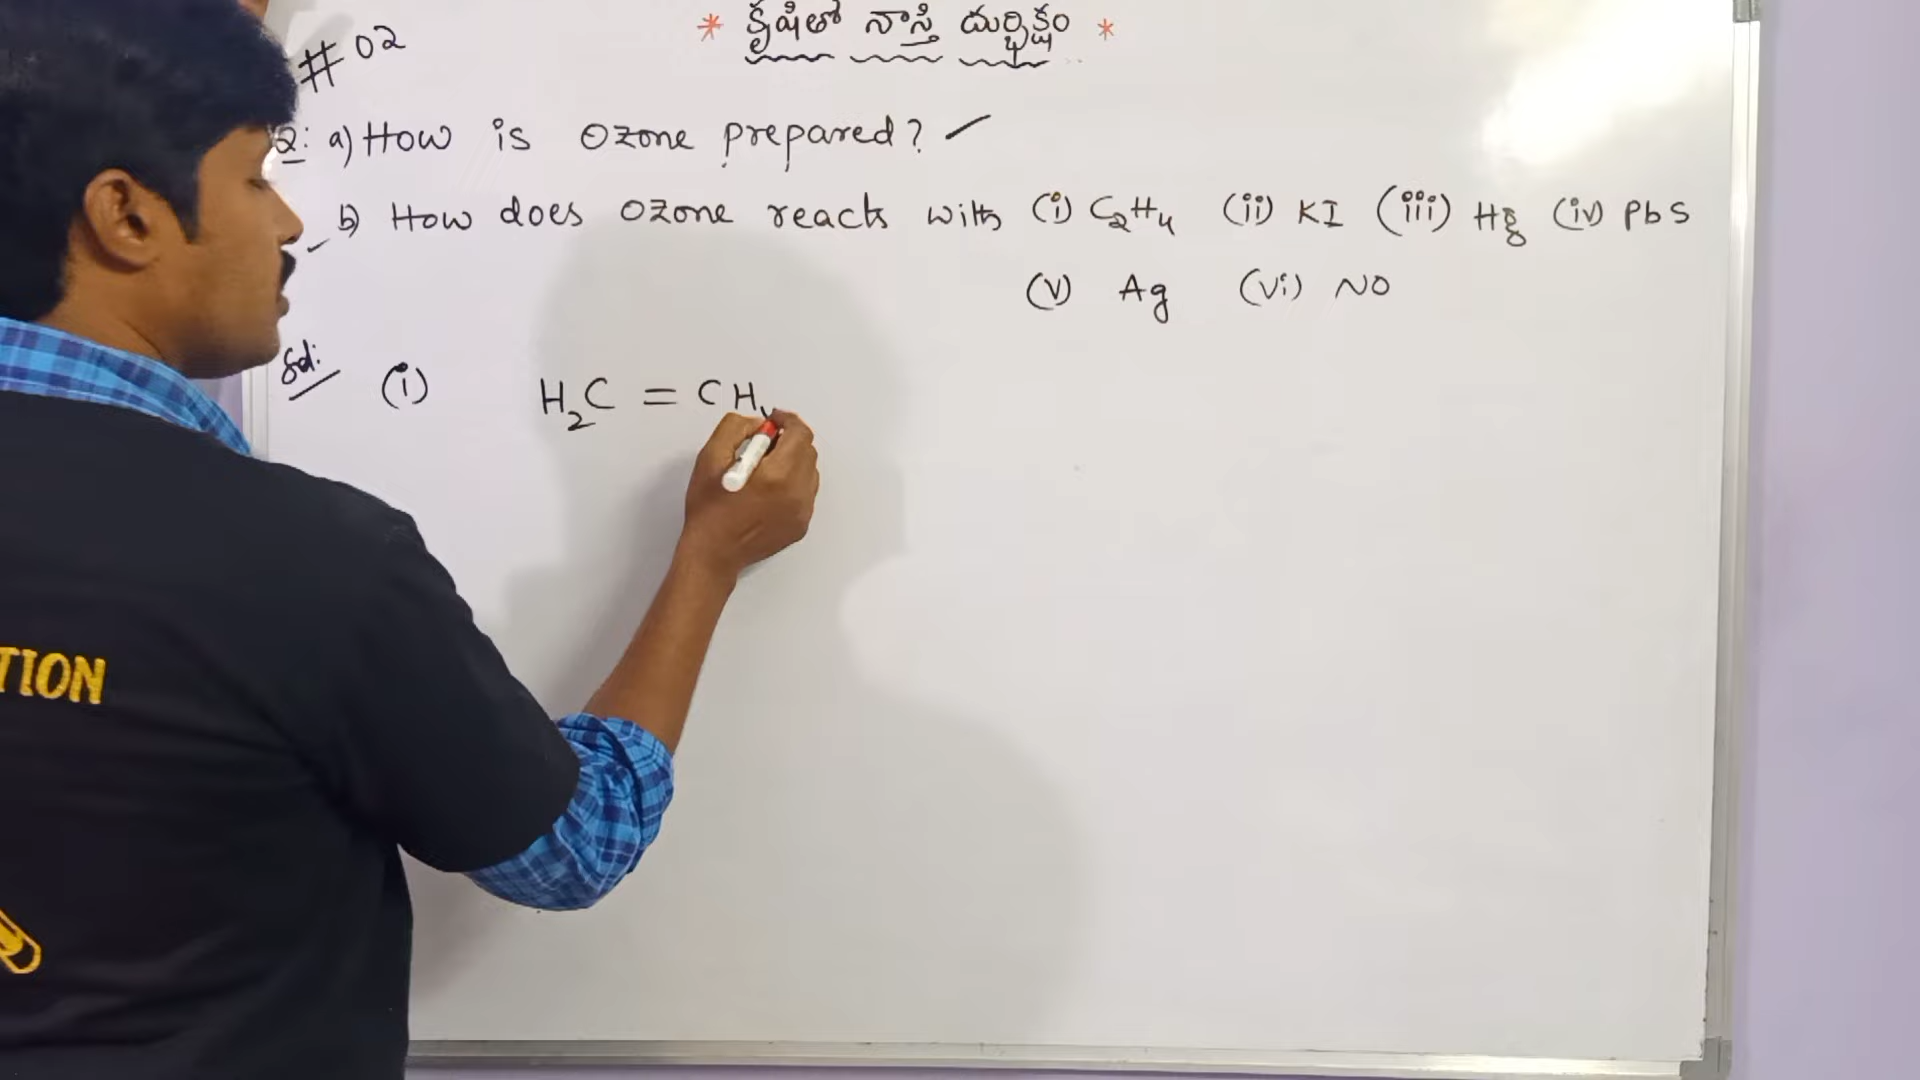 # 02
* కృషితో నాస్తి దుర్భిక్షం *
Q: a) How is Ozone prepared? ✓
b) How does Ozone reacts with (i) C₂H₄ (ii) KI (iii) Hg (iv) PbS
(v) Ag (vi) NO
Sol: (i) H₂C = CH
TION